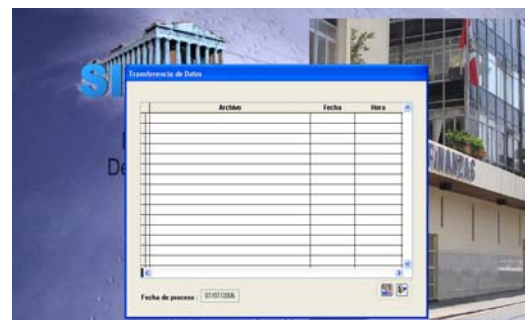 SI
Transferencia de Datos
Archivo Fecha Hora
De
Fecha de proceso : 07/07/2006